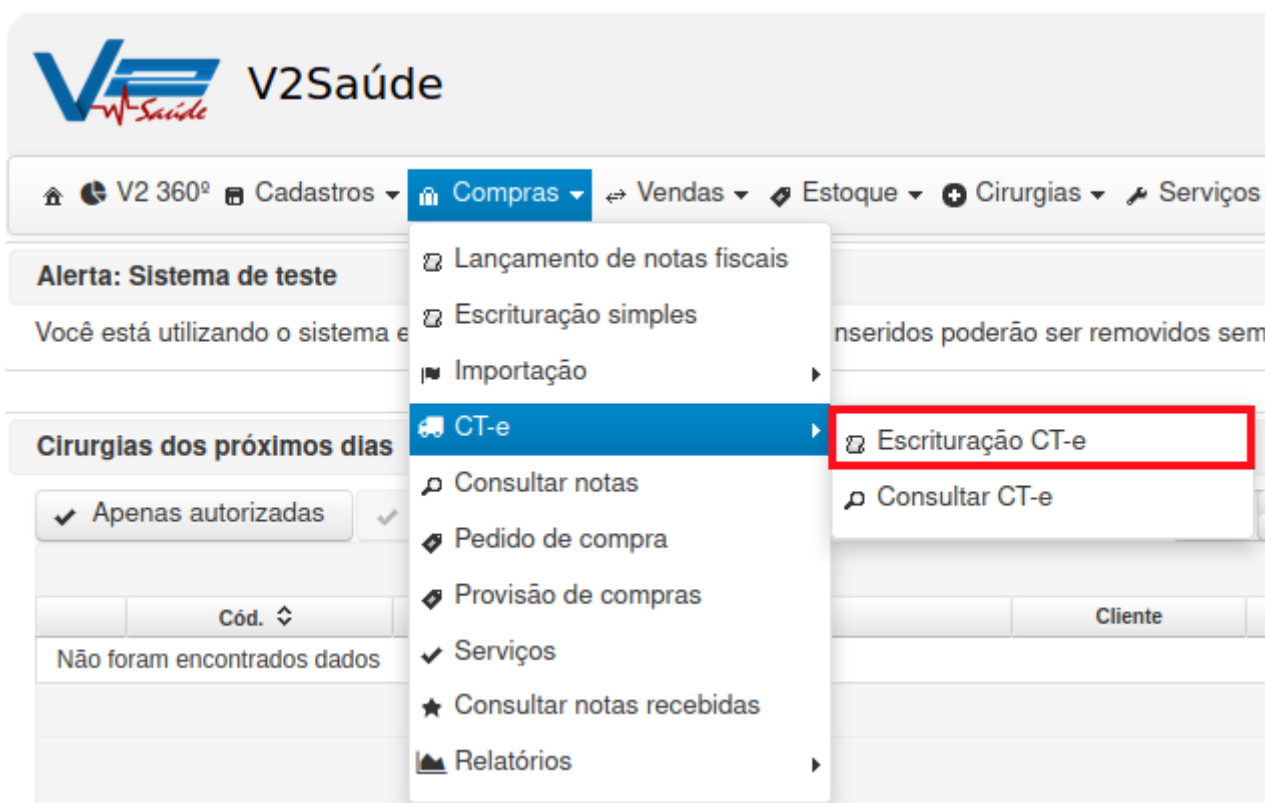 Saúde
V2Saúde
V2 360º Cadastros Compras Vendas Estoque Cirurgias Serviços
Alerta: Sistema de teste
Você está utilizando o sistema e
nseridos poderão ser removidos sem
Cirurgias dos próximos dias
Apenas autorizadas
Cód. Cliente
Não foram encontrados dados
Lançamento de notas fiscais
Escrituração simples
Importação
CT-e
Consultar notas
Pedido de compra
Provisão de compras
Serviços
Consultar notas recebidas
Relatórios
Escrituração CT-e
Consultar CT-e